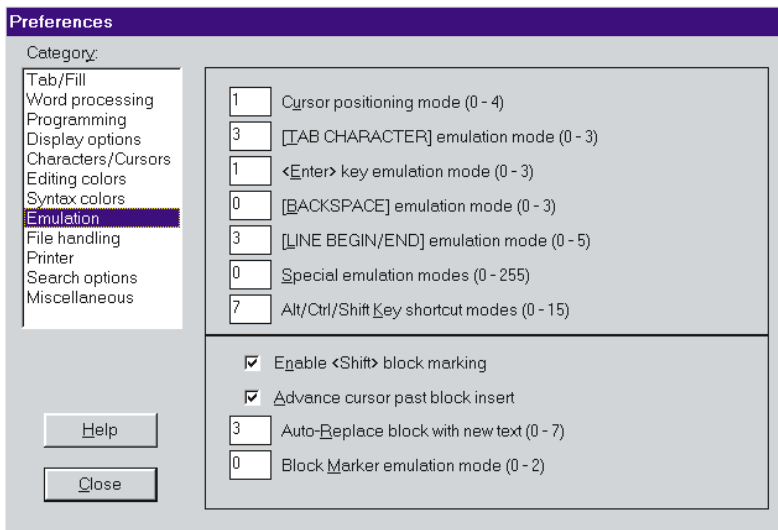 Preferences
Category:
Tab/Fill
Word processing
Programming
Display options
Characters/Cursors
Editing colors
Syntax colors
Emulation
File handling
Printer
Search options
Miscellaneous
1 Cursor positioning mode (0 - 4)
3 [TAB CHARACTER] emulation mode (0 - 3)
1 <Enter> key emulation mode (0 - 3)
0 [BACKSPACE] emulation mode (0 - 3)
3 [LINE BEGIN/END] emulation mode (0 - 5)
0 Special emulation modes (0 - 255)
7 Alt/Ctrl/Shift Key shortcut modes (0 - 15)
Enable <Shift> block marking
Advance cursor past block insert
3 Auto-Replace block with new text (0 - 7)
0 Block Marker emulation mode (0 - 2)
Help
Close